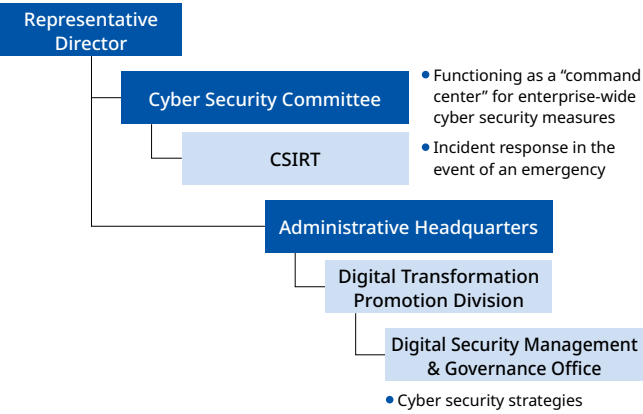 Representative
Director
Cyber Security Committee
• Functioning as a “command
center” for enterprise-wide
cyber security measures
CSIRT
• Incident response in the
event of an emergency
Administrative Headquarters
Digital Transformation
Promotion Division
Digital Security Management
& Governance Office
• Cyber security strategies